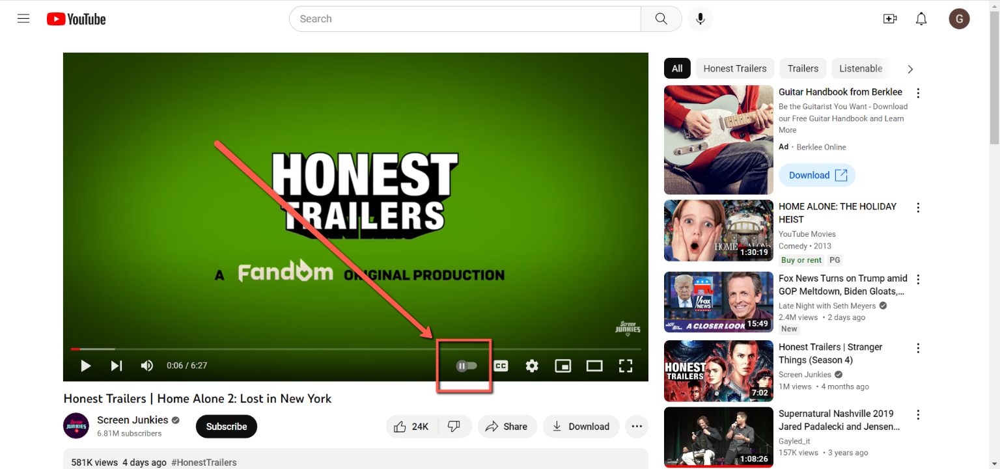 YouTube
Search
G
HONEST
TRAILERS
A Fandom ORIGINAL PRODUCTION
Screen
JUNKIES
0:06 / 6:27
CC
Honest Trailers | Home Alone 2: Lost in New York
SCREEN
JUNKIES
Screen Junkies
6.81M subscribers
Subscribe
24K
Share
Download
581K views 4 days ago #HonestTrailers
All
Honest Trailers
Trailers
Listenable
Guitar Handbook from Berklee
Be the Guitarist You Want - Download
our Free Guitar Handbook and Learn
More
Ad · Berklee Online
Download
HOME ALONE
1:30:19
HOME ALONE: THE HOLIDAY
HEIST
YouTube Movies
Comedy • 2013
Buy or rent
PG
FOX
NEWS
A CLOSER LOOK
15:49
Fox News Turns on Trump amid
GOP Meltdown, Biden Gloats,...
Late Night with Seth Meyers
2.4M views • 2 days ago
New
HONEST
TRAILERS
7:02
Honest Trailers | Stranger
Things (Season 4)
Screen Junkies
1M views • 4 months ago
1:08:26
Supernatural Nashville 2019
Jared Padalecki and Jensen...
Gayled_it
157K views • 3 years ago